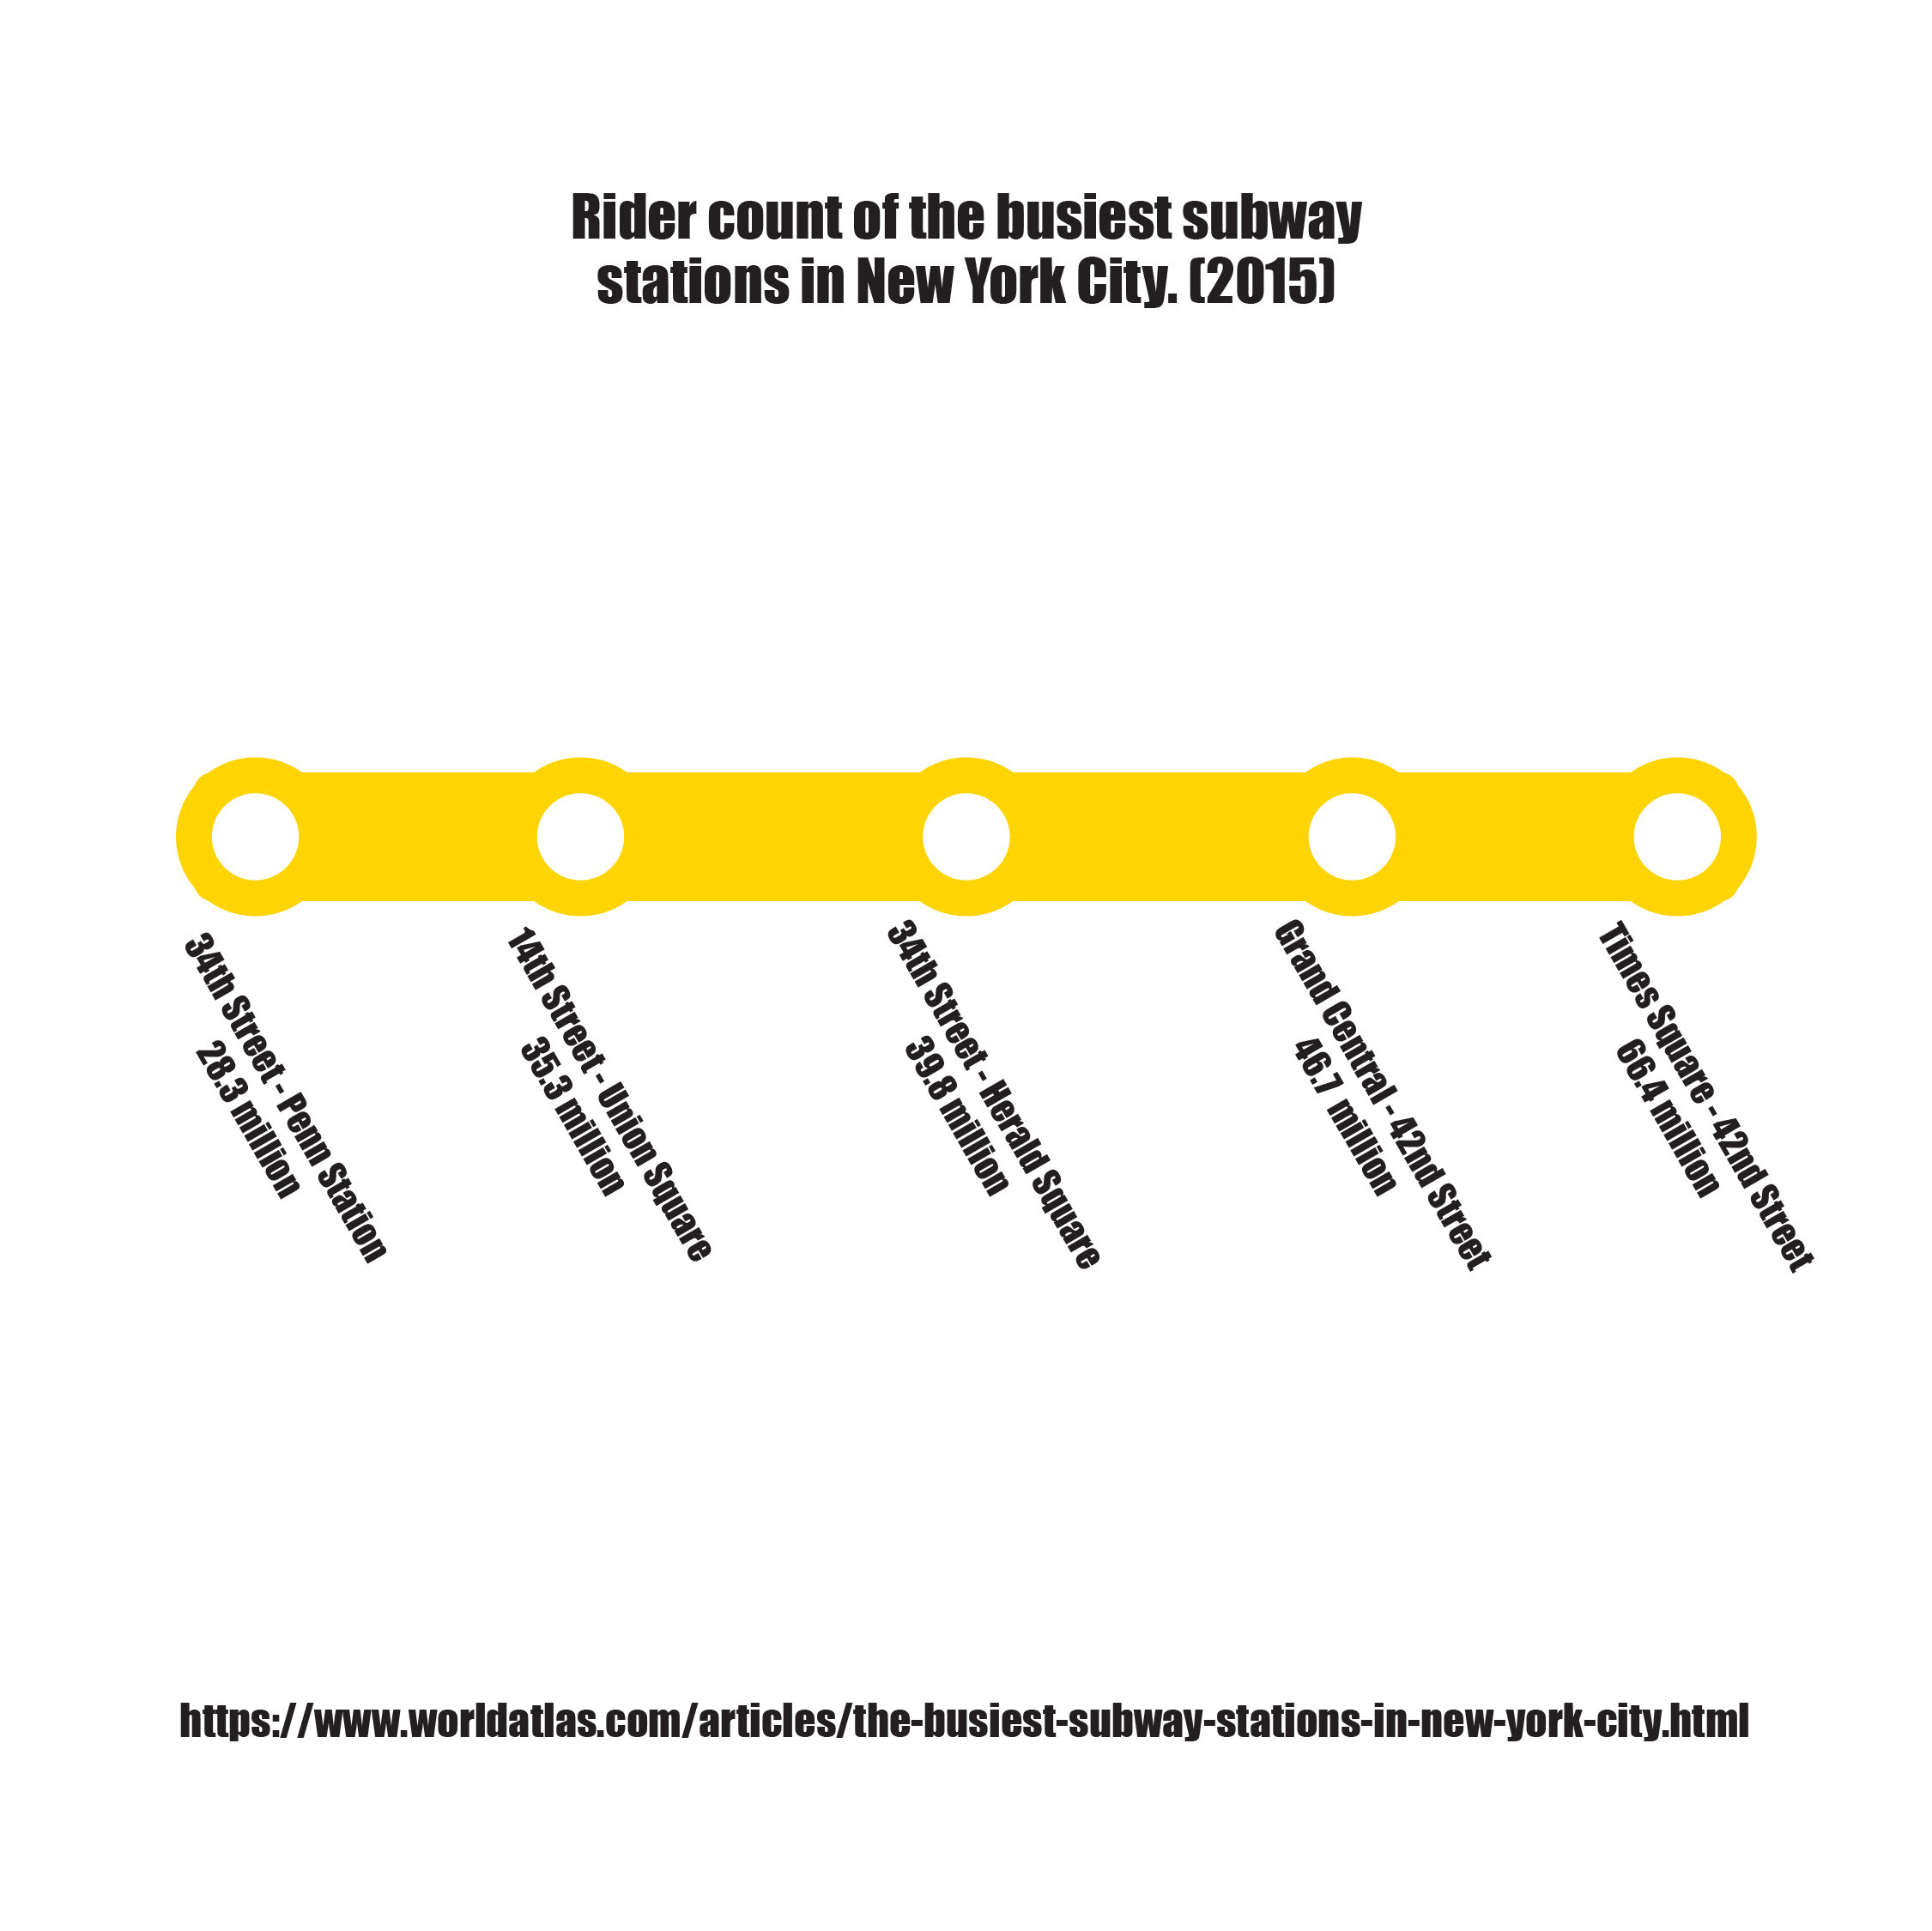 Rider count of the busiest subway
stations in New York City. (2015)
34th Street - Penn Station
28.3 million
14th Street - Union Square
35.3 million
34th Street - Herald Square
39.8 million
Grand Central - 42nd Street
46.7 million
Times Square - 42nd Street
66.4 million
https://www.worldatlas.com/articles/the-busiest-subway-stations-in-new-york-city.html